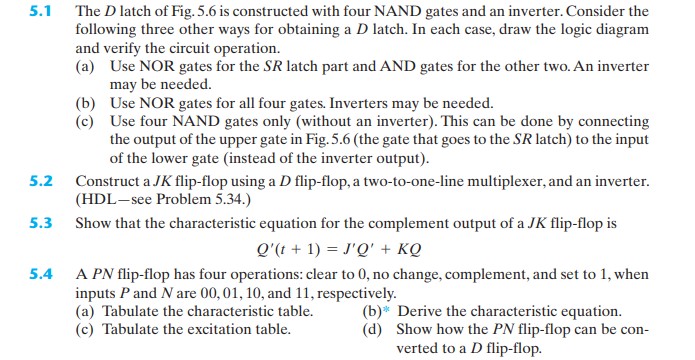 5.1 The D latch of Fig. 5.6 is constructed with four NAND gates and an inverter. Consider the
following three other ways for obtaining a D latch. In each case, draw the logic diagram
and verify the circuit operation.
(a) Use NOR gates for the SR latch part and AND gates for the other two. An inverter
may be needed.
(b) Use NOR gates for all four gates. Inverters may be needed.
(c) Use four NAND gates only (without an inverter). This can be done by connecting
the output of the upper gate in Fig. 5.6 (the gate that goes to the SR latch) to the input
of the lower gate (instead of the inverter output).
5.2 Construct a JK flip-flop using a D flip-flop, a two-to-one-line multiplexer, and an inverter.
(HDL—see Problem 5.34.)
5.3 Show that the characteristic equation for the complement output of a JK flip-flop is
Q'(t + 1) = J'Q' + KQ
5.4 A PN flip-flop has four operations: clear to 0, no change, complement, and set to 1, when
inputs P and N are 00, 01, 10, and 11, respectively.
(a) Tabulate the characteristic table. (b)* Derive the characteristic equation.
(c) Tabulate the excitation table. (d) Show how the PN flip-flop can be con-
verted to a D flip-flop.